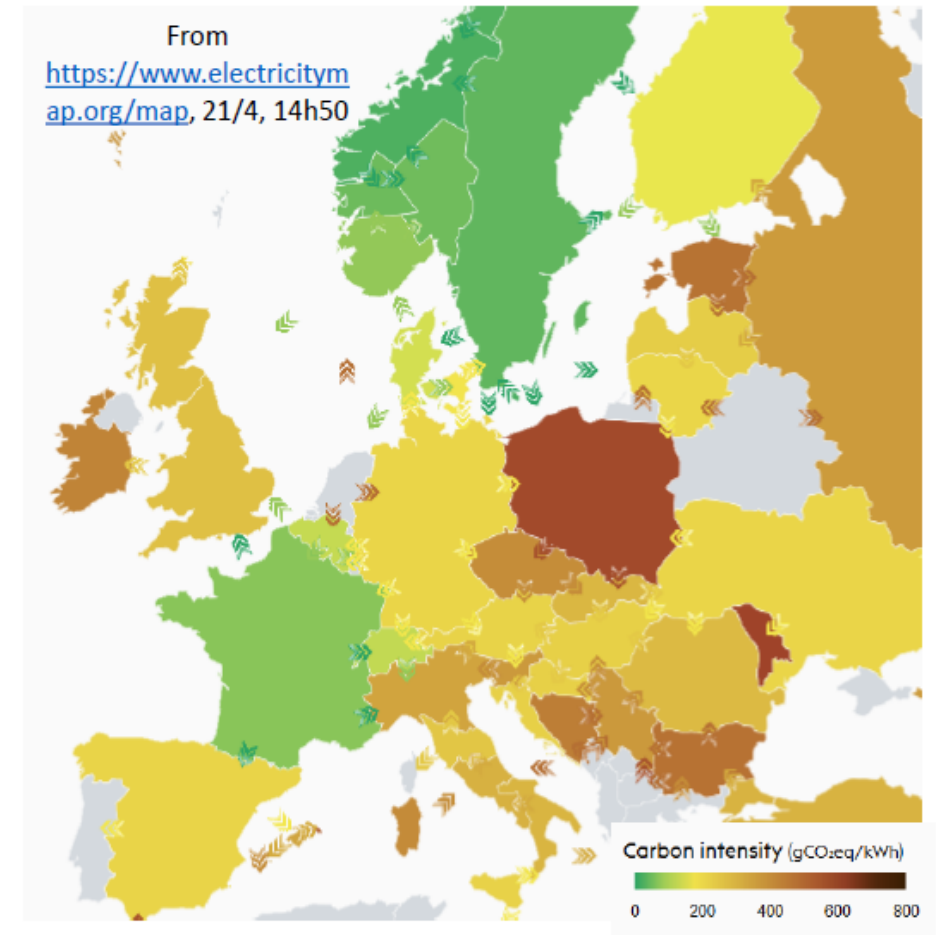 From
https://www.electricitym
ap.org/map, 21/4, 14h50
Carbon intensity (gCO₂eq/kWh)
0 200 400 600 800